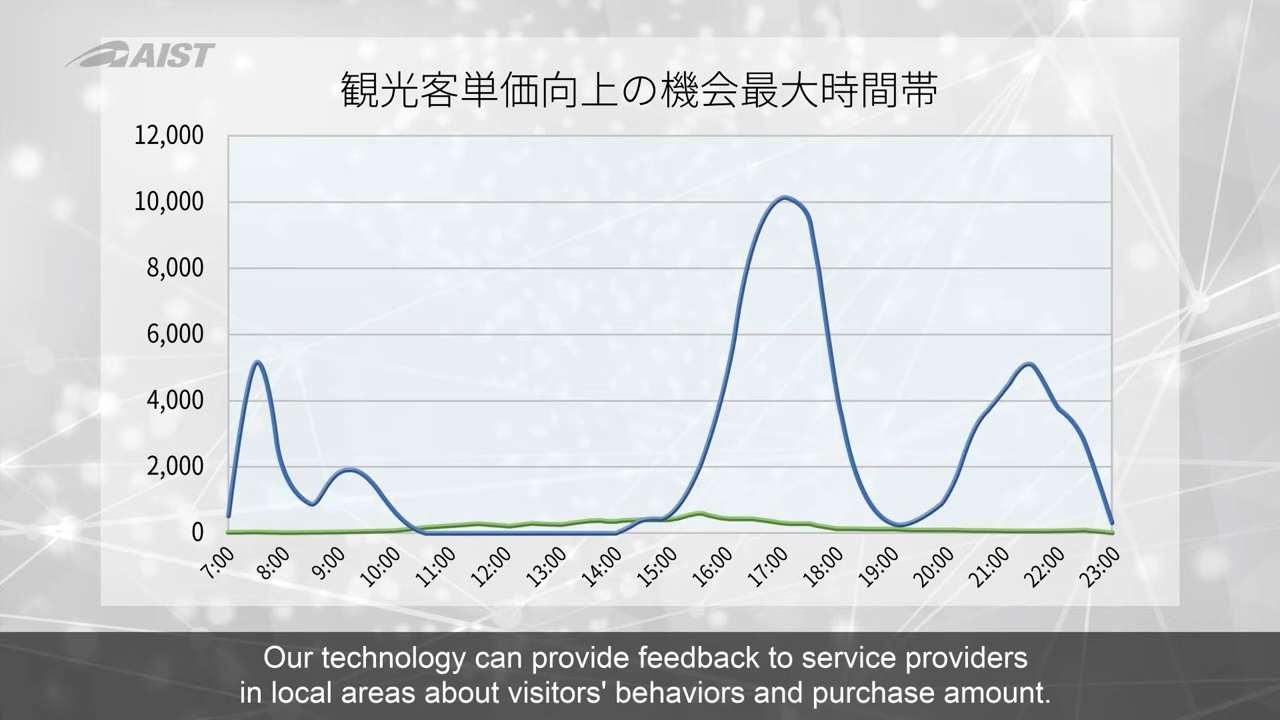 AIST
観光客単価向上の機会最大時間帯
12,000
10,000
8,000
6,000
4,000
2,000
0
7:00 8:00 9:00 10:00 11:00 12:00 13:00 14:00 15:00 16:00 17:00 18:00 19:00 20:00 21:00 22:00 23:00
Our technology can provide feedback to service providers
in local areas about visitors' behaviors and purchase amount.